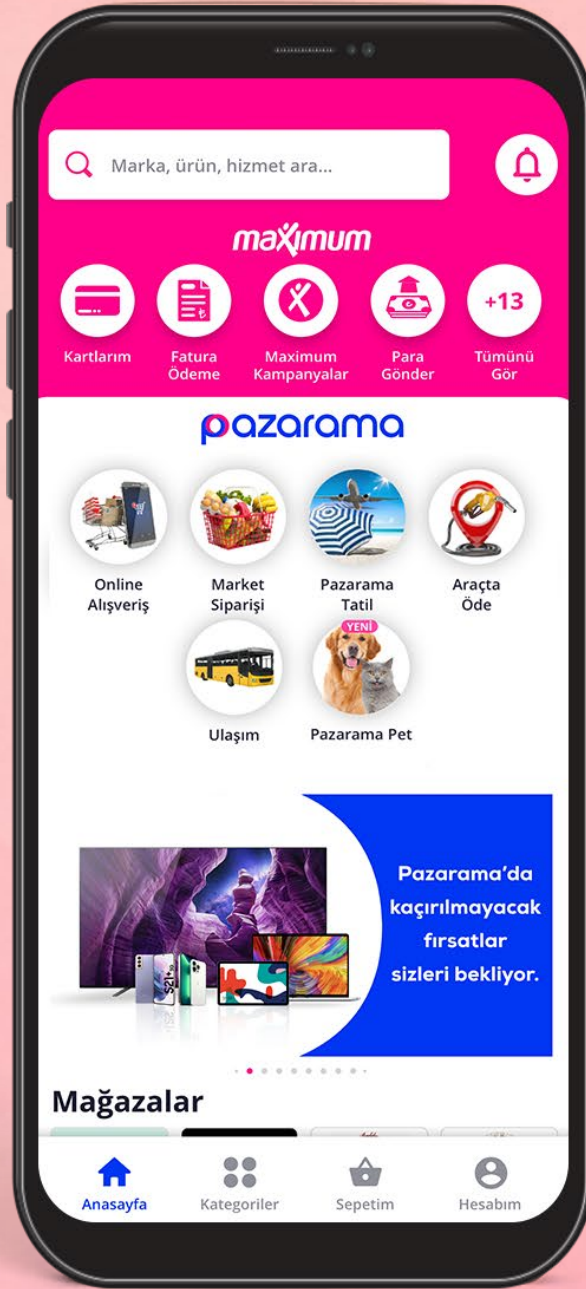 Marka, ürün, hizmet ara...
maximum
+13
Kartlarım
Fatura
Ödeme
Maximum
Kampanyalar
Para
Gönder
Tümünü
Gör
pazarama
Online
Alışveriş
Market
Siparişi
Pazarama
Tatil
Araçta
Öde
YENİ
Ulaşım
Pazarama Pet
Pazarama'da
kaçırılmayacak
fırsatlar
sizleri bekliyor.
S21+
Mağazalar
Anasayfa
Kategoriler
Sepetim
Hesabım